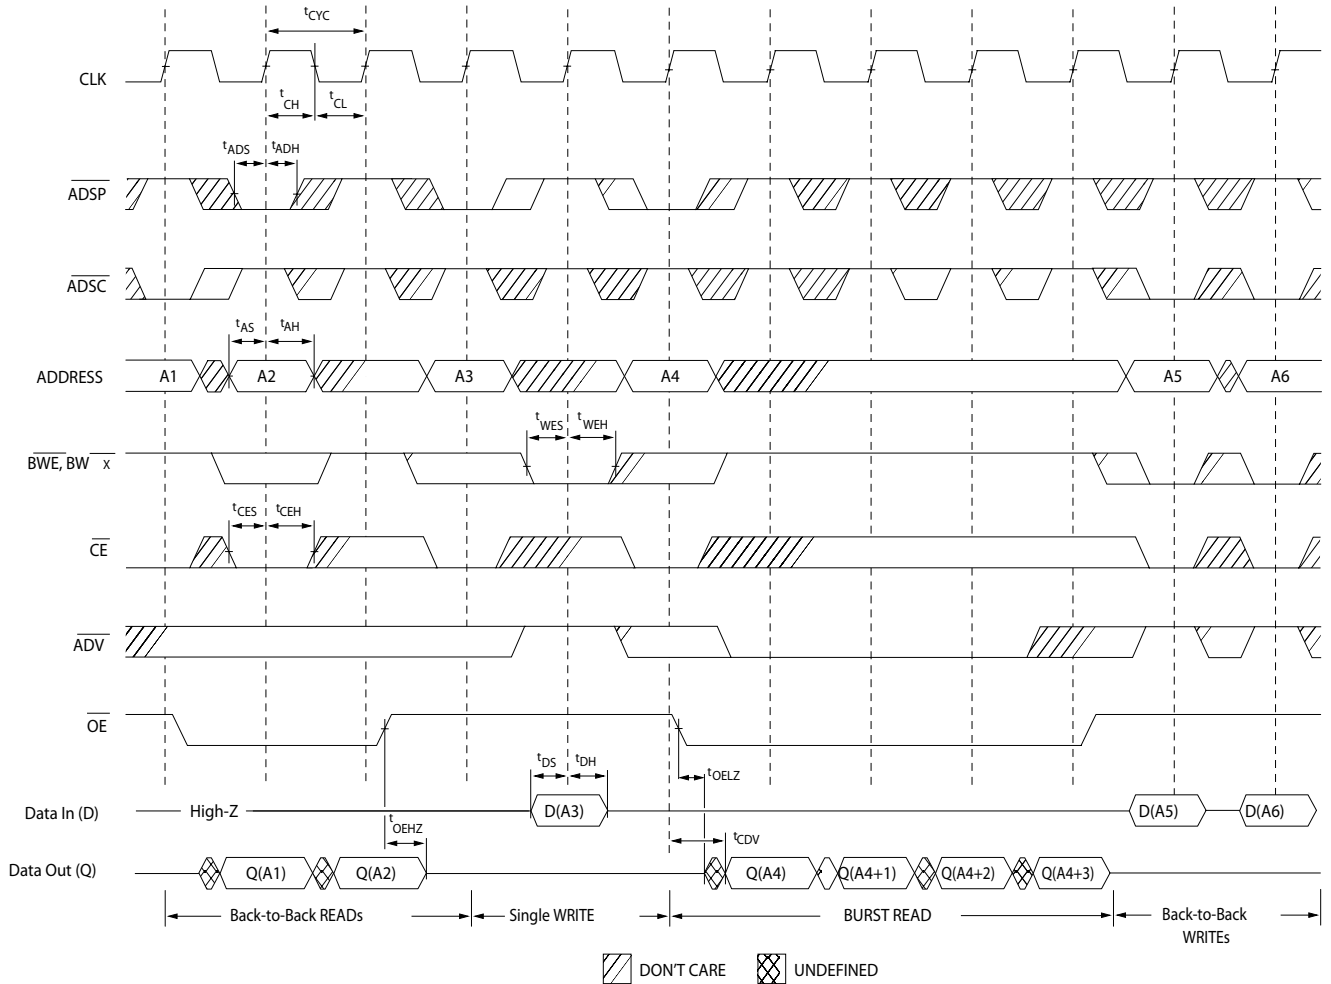 tCYC
CLK
tCH tCL
tADS tADH
ADSP
ADSC
tAS tAH
ADDRESS A1 A2 A3 A4 A5 A6
tWES tWEH
BWE, BW x
tCES tCEH
CE
ADV
OE
tDS tDH tOELZ
Data In (D) High-Z D(A3) D(A5) D(A6)
tOEHZ tCDV
Data Out (Q) Q(A1) Q(A2) Q(A4) Q(A4+1) Q(A4+2) Q(A4+3)
Back-to-Back READs Single WRITE BURST READ Back-to-Back
WRITEs
DON'T CARE UNDEFINED